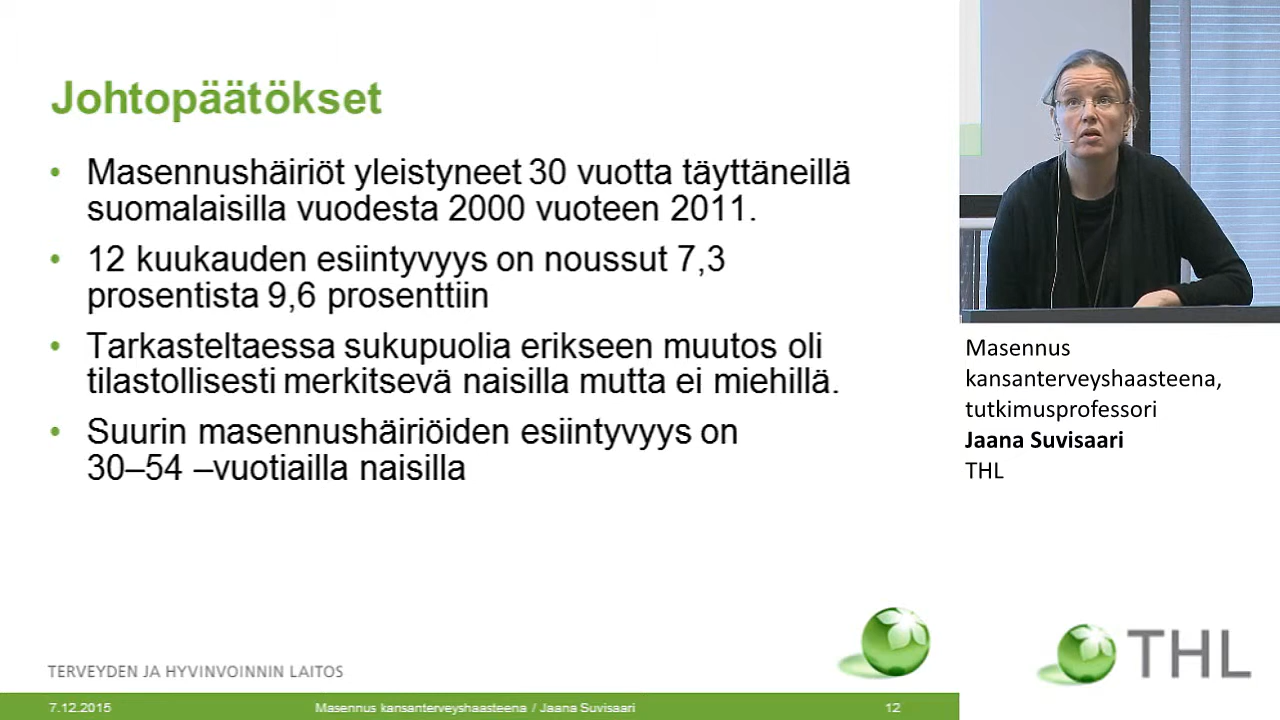 Johtopäätökset
• Masennushäiriöt yleistyneet 30 vuotta täyttäneillä
suomalaisilla vuodesta 2000 vuoteen 2011.
• 12 kuukauden esiintyvyys on noussut 7,3
prosentista 9,6 prosenttiin
• Tarkasteltaessa sukupuolia erikseen muutos oli
tilastollisesti merkitsevä naisilla mutta ei miehillä.
• Suurin masennushäiriöiden esiintyvyys on
30–54 –vuotiailla naisilla
TERVEYDEN JA HYVINVOINNIN LAITOS
7.12.2015 Masennus kansanterveyshaasteena / Jaana Suvisaari 12
Masennus
kansanterveyshaasteena,
tutkimusprofessori
Jaana Suvisaari
THL
THL